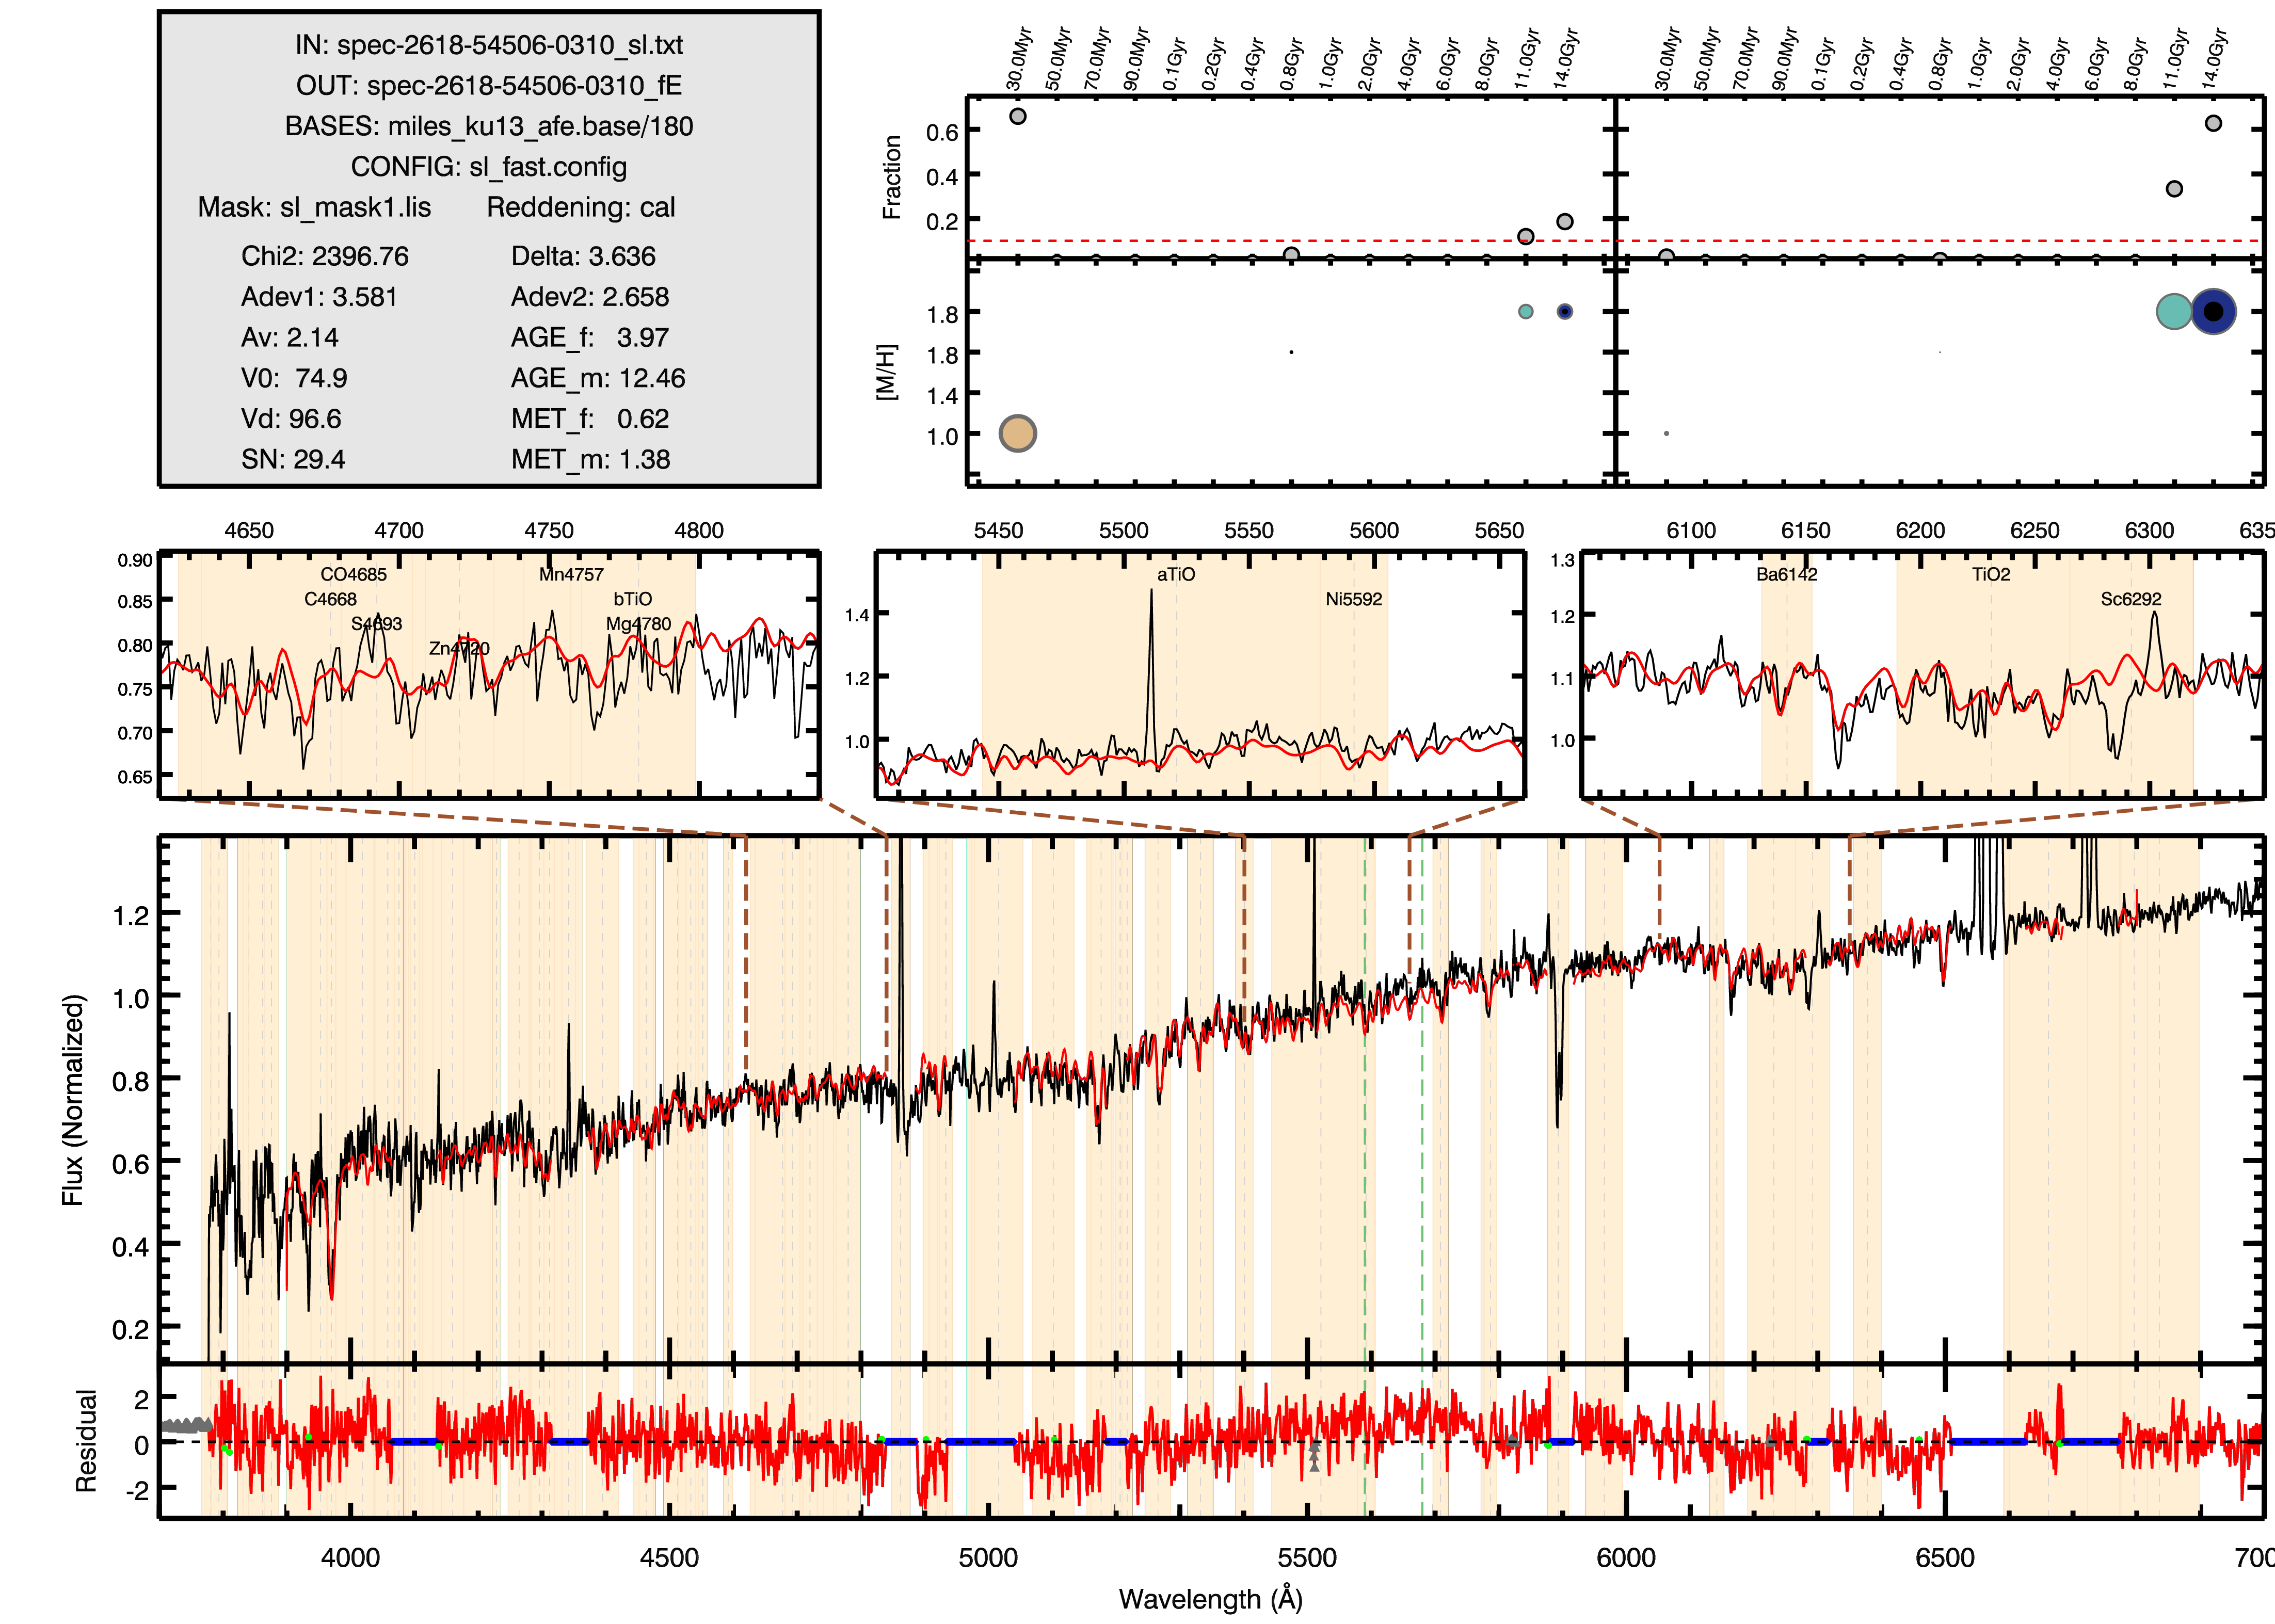 IN: spec-2618-54506-0310_sl.txt
OUT: spec-2618-54506-0310_fE
BASES: miles_ku13_afe.base/180
CONFIG: sl_fast.config
Mask: sl_mask1.lis Reddening: cal
Chi2: 2396.76 Delta: 3.636
Adev1: 3.581 Adev2: 2.658
Av: 2.14 AGE_f: 3.97
V0: 74.9 AGE_m: 12.46
Vd: 96.6 MET_f: 0.62
SN: 29.4 MET_m: 1.38
30.0Myr 50.0Myr 70.0Myr 90.0Myr 0.1Gyr 0.2Gyr 0.4Gyr 0.8Gyr 1.0Gyr 2.0Gyr 4.0Gyr 6.0Gyr 8.0Gyr 11.0Gyr 14.0Gyr
30.0Myr 50.0Myr 70.0Myr 90.0Myr 0.1Gyr 0.2Gyr 0.4Gyr 0.8Gyr 1.0Gyr 2.0Gyr 4.0Gyr 6.0Gyr 8.0Gyr 11.0Gyr 14.0Gyr
Fraction
0.6
0.4
0.2
[M/H]
1.8
1.8
1.4
1.0
4650 4700 4750 4800
0.90
0.85
0.80
0.75
0.70
0.65
CO4685 Mn4757
C4668 bTiO
S4693 Mg4780
Zn4720
5450 5500 5550 5600 5650
1.4
1.2
1.0
aTiO
Ni5592
6100 6150 6200 6250 6300 635
1.3
1.2
1.1
1.0
Ba6142 TiO2
Sc6292
Flux (Normalized)
1.2
1.0
0.8
0.6
0.4
0.2
Residual
2
0
-2
4000 4500 5000 5500 6000 6500 700
Wavelength (Å)